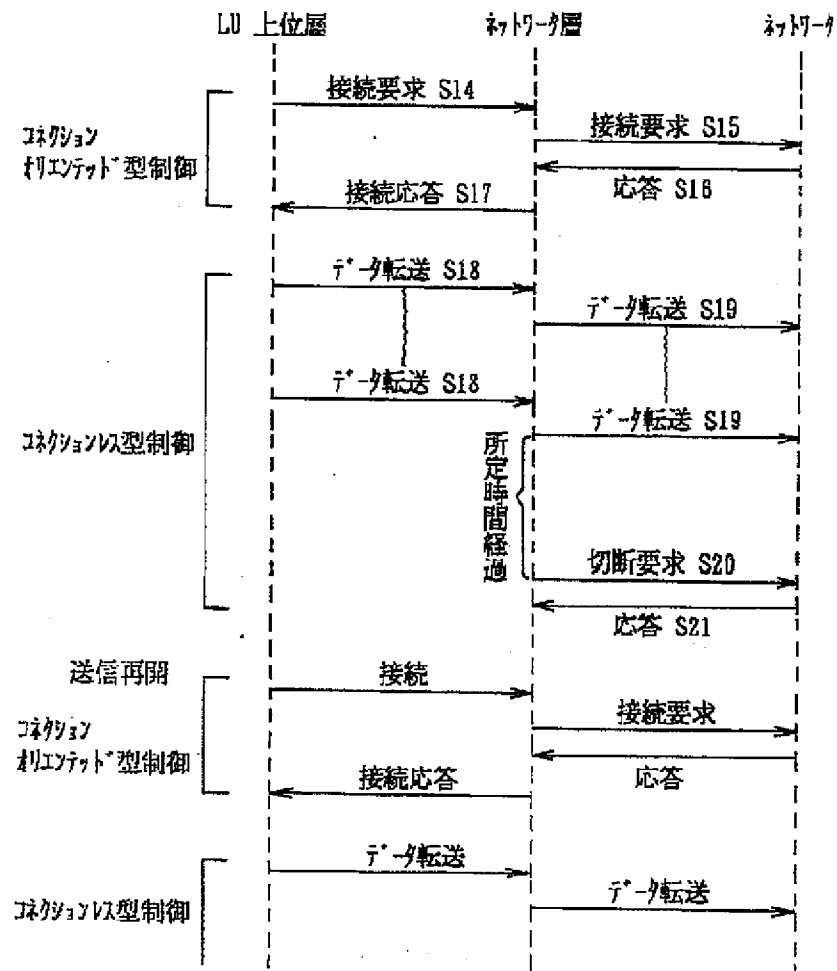 LU 上位層 ネットワーク層 ネットワーク
接続要求 S14
コネクション
オリエンテッド型制御
接続要求 S15
応答 S16
接続応答 S17
データ転送 S18
データ転送 S19
データ転送 S18
データ転送 S19
コネクションレス型制御
所定時間経過
切断要求 S20
応答 S21
送信再開
接続
コネクション
オリエンテッド型制御
接続要求
応答
接続応答
データ転送
データ転送
コネクションレス型制御